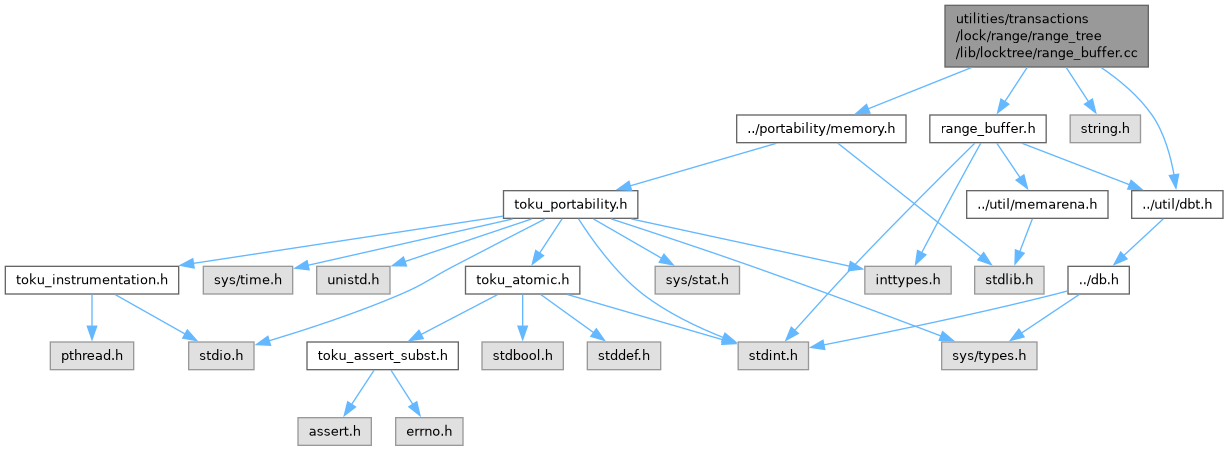 utilities/transactions
/lock/range/range_tree
/lib/locktree/range_buffer.cc
../portability/memory.h
range_buffer.h
string.h
toku_portability.h
../util/memarena.h
../util/dbt.h
toku_instrumentation.h
sys/time.h
unistd.h
toku_atomic.h
sys/stat.h
inttypes.h
stdlib.h
../db.h
pthread.h
stdio.h
toku_assert_subst.h
stdbool.h
stddef.h
stdint.h
sys/types.h
assert.h
errno.h